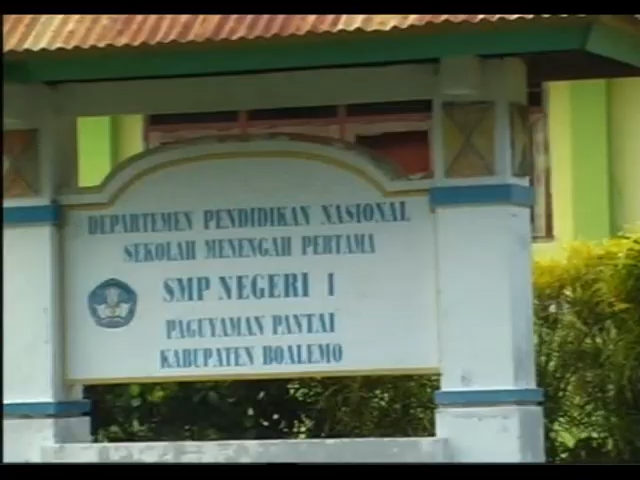 DEPARTEMEN PENDIDIKAN NASIONAL
SEKOLAH MENENGAH PERTAMA
SMP NEGERI 1
PAGUYAMAN PANTAI
KABUPATEN BOALEMO